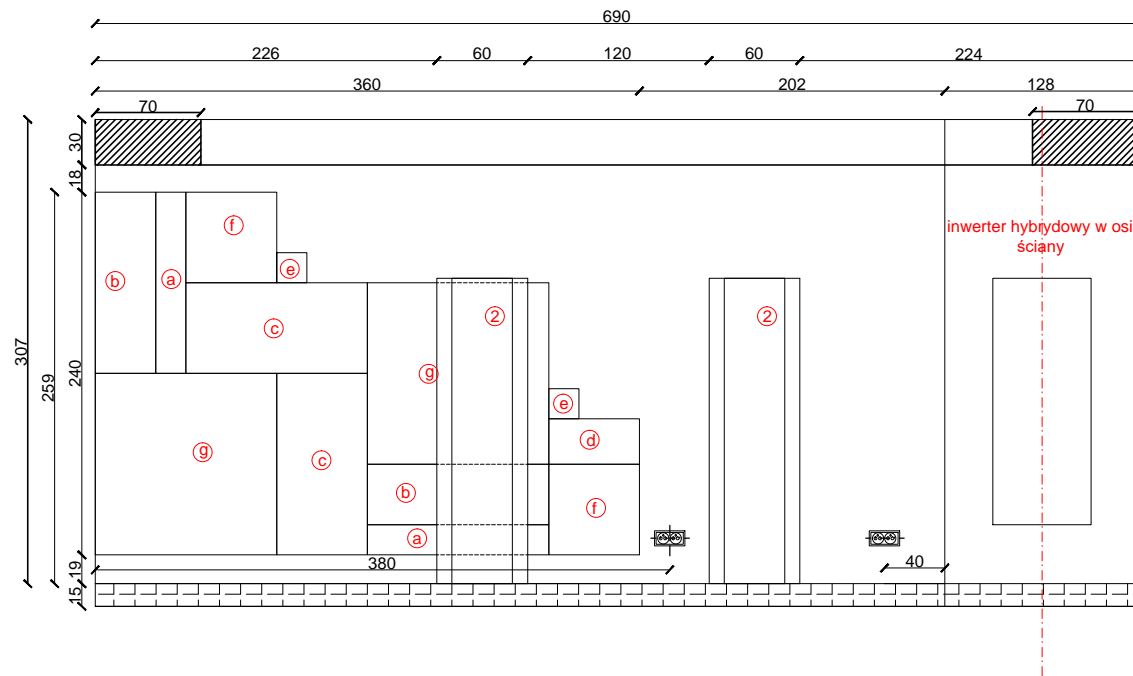 690
226 60 120 60 224
360 202 128
70 70
30
18
307
259
240
19
15
f
b a e
c
2 2
g
e
d
g c b f
a
inwerter hybrydowy w osi
ściany
380 40